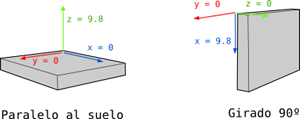 z = 9.8
x = 0
y = 0
Paralelo al suelo
y = 0
z = 0
x = 9.8
Girado 90º